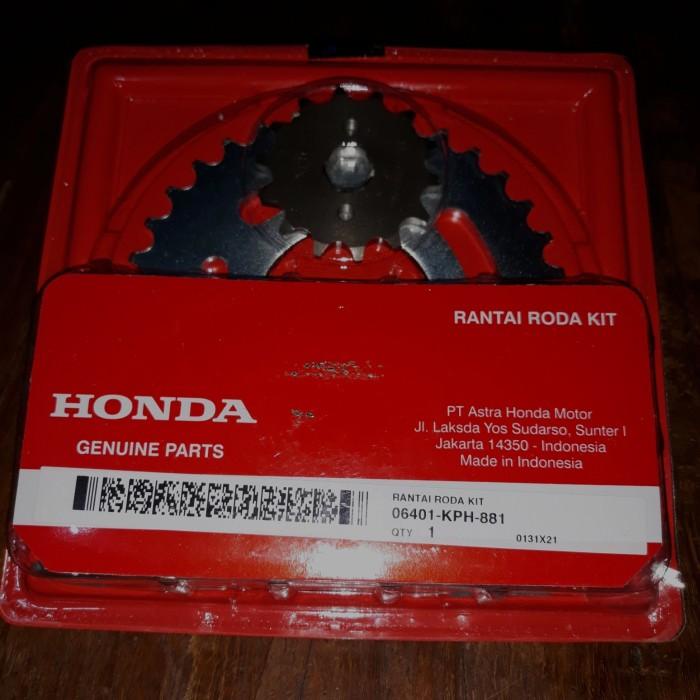 RANTAI RODA KIT
HONDA
GENUINE PARTS
PT Astra Honda Motor
Jl. Laksda Yos Sudarso, Sunter I
Jakarta 14350 - Indonesia
Made in Indonesia
RANTAI RODA KIT
06401-KPH-881
QTY 1
0131X21